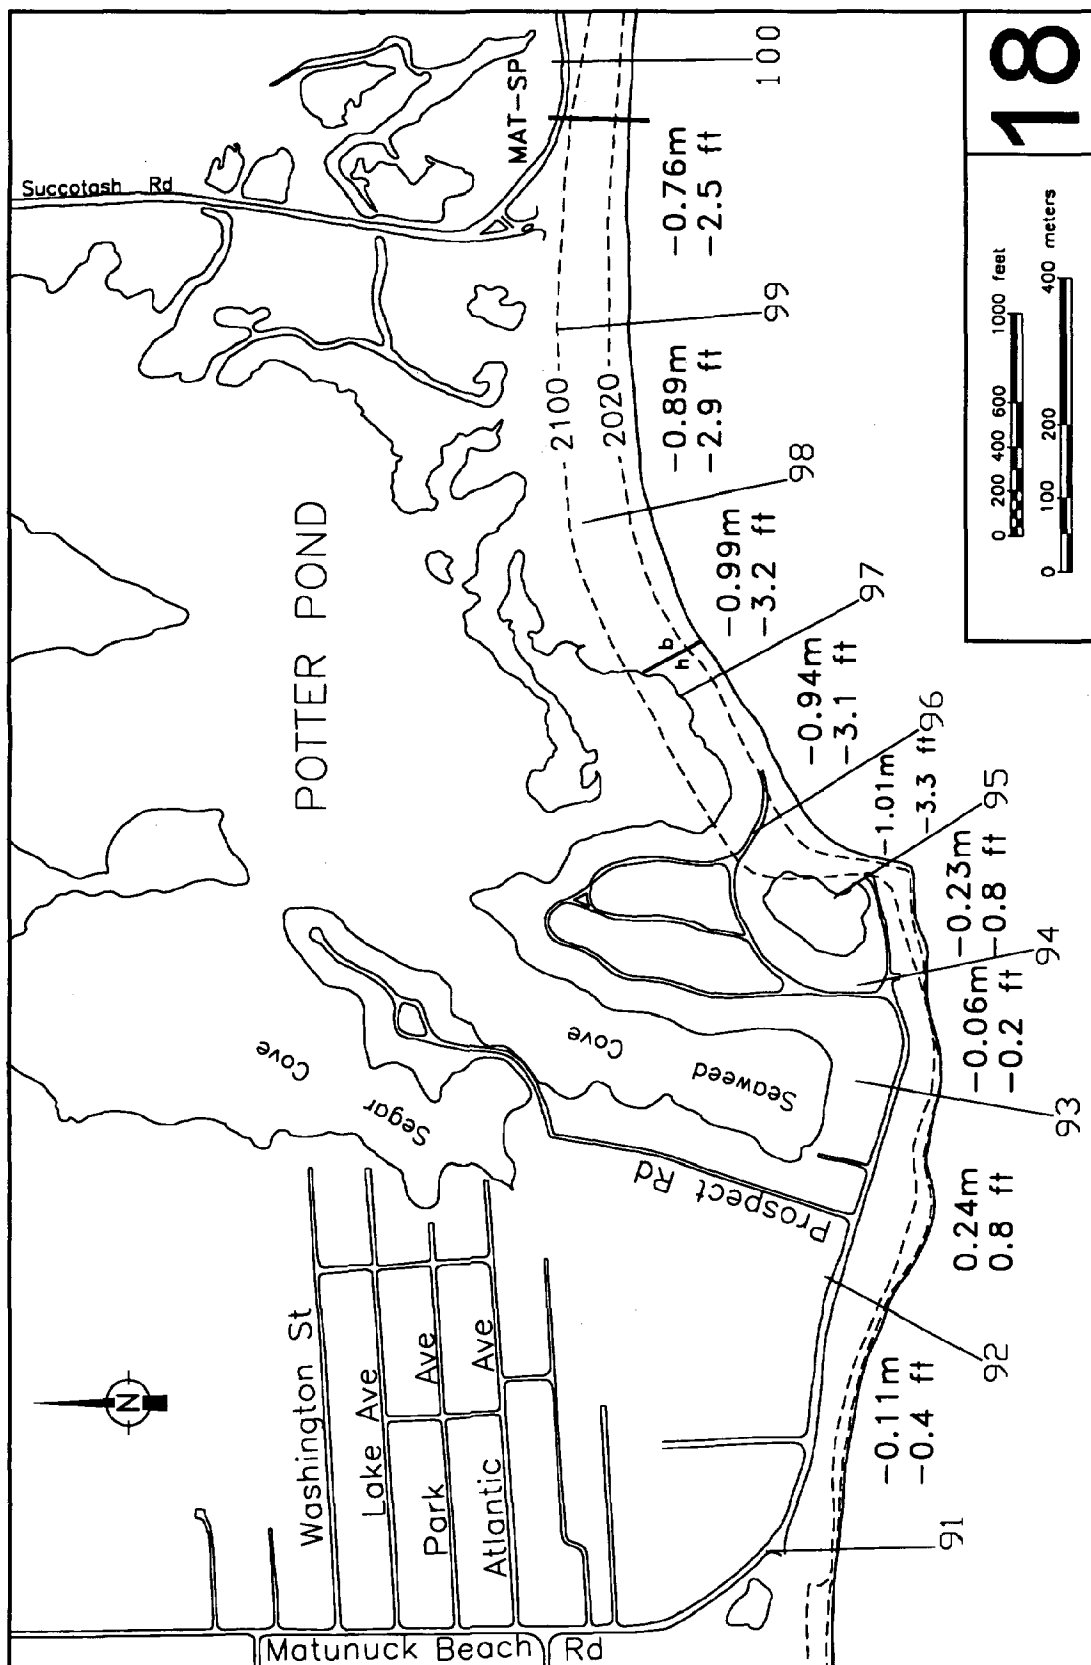 18
Succotash Rd
MAT-SP
100
-0.76m
-2.5 ft
99
0 200 400 600 1000 feet
0 100 200 400 meters
-0.89m
-2.9 ft
2100
2020
98
POTTER POND
-0.99m
-3.2 ft
97
h b
-0.94m
-3.1 ft
96
-1.01m
-3.3 ft
95
-0.23m
-0.8 ft
94
-0.06m
-0.2 ft
93
Segar Cove
Seaweed Cove
Prospect Rd
0.24m
0.8 ft
92
-0.11m
-0.4 ft
91
N
Washington St
Lake Ave
Park Ave
Atlantic Ave
Matunuck Beach Rd